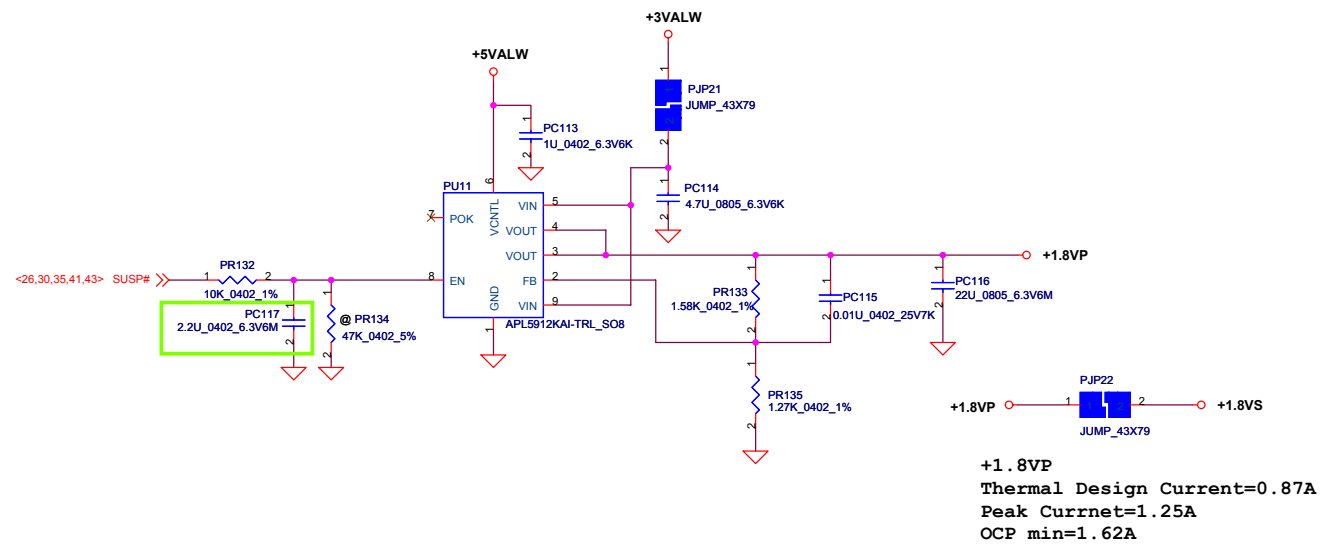 +3VALW
+5VALW
1
PJP21
JUMP_43X79
1
2
2
1
PC113
1U_0402_6.3V6K
2
1
PC114
4.7U_0805_6.3V6K
2
PU11
6
VCNTL
7
POK
VIN
5
VOUT
4
VOUT
3
FB
2
VIN
9
8
EN
GND
1
APL5912KAI-TRL_SO8
+1.8VP
<26,30,35,41,43> SUSP#
PR132
1
2
10K_0402_1%
1
PC117
2.2U_0402_6.3V6M
2
1
@ PR134
47K_0402_5%
2
1
PR133
1.58K_0402_1%
2
1
PC115
0.01U_0402_25V7K
2
1
PC116
22U_0805_6.3V6M
2
1
PR135
1.27K_0402_1%
2
PJP22
+1.8VP
1
1
2
2
+1.8VS
JUMP_43X79
+1.8VP
Thermal Design Current=0.87A
Peak Currnet=1.25A
OCP min=1.62A